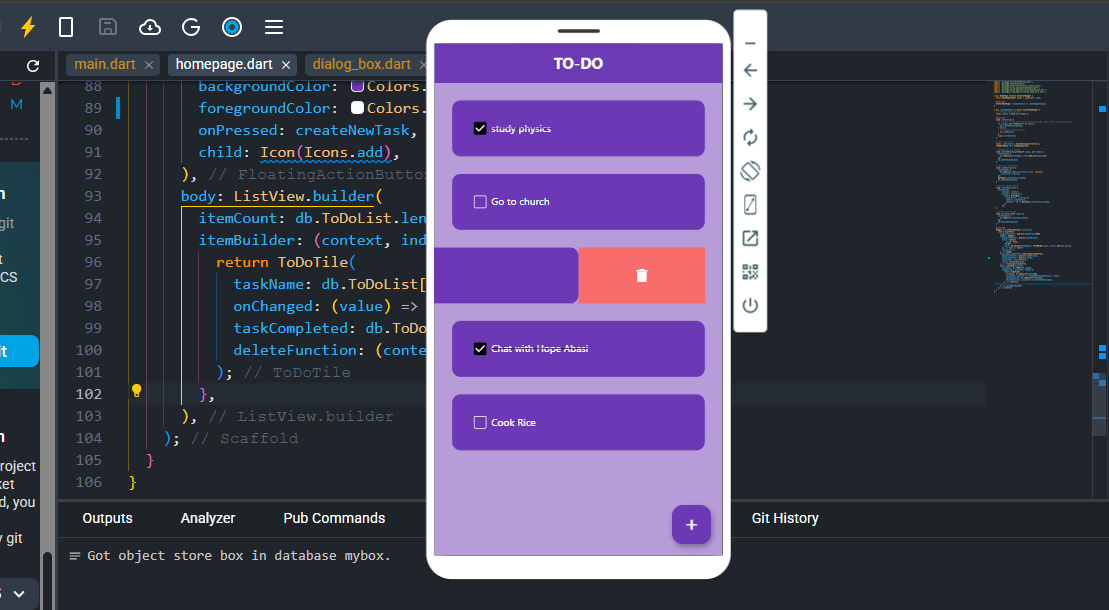 main.dart × homepage.dart × dialog_box.dart ×
TO-DO
study physics
Go to church
Chat with Hope Abasi
Cook Rice
+
88 backgroundColor: Colors.
89 foregroundColor: Colors.
90 onPressed: createNewTask,
91 child: Icon(Icons.add),
92 ), // FloatingActionButto
93 body: ListView.builder(
94 itemCount: db.ToDoList.len
95 itemBuilder: (context, ind
96 return ToDoTile(
97 taskName: db.ToDoList[
98 onChanged: (value) =>
99 taskCompleted: db.ToDo
100 deleteFunction: (conte
101 ); // ToDoTile
102 },
103 ), // ListView.builder
104 ); // Scaffold
105 }
106 }
M
git
CS
roject
ket
d, you
git
Outputs Analyzer Pub Commands Git History
Got object store box in database mybox.